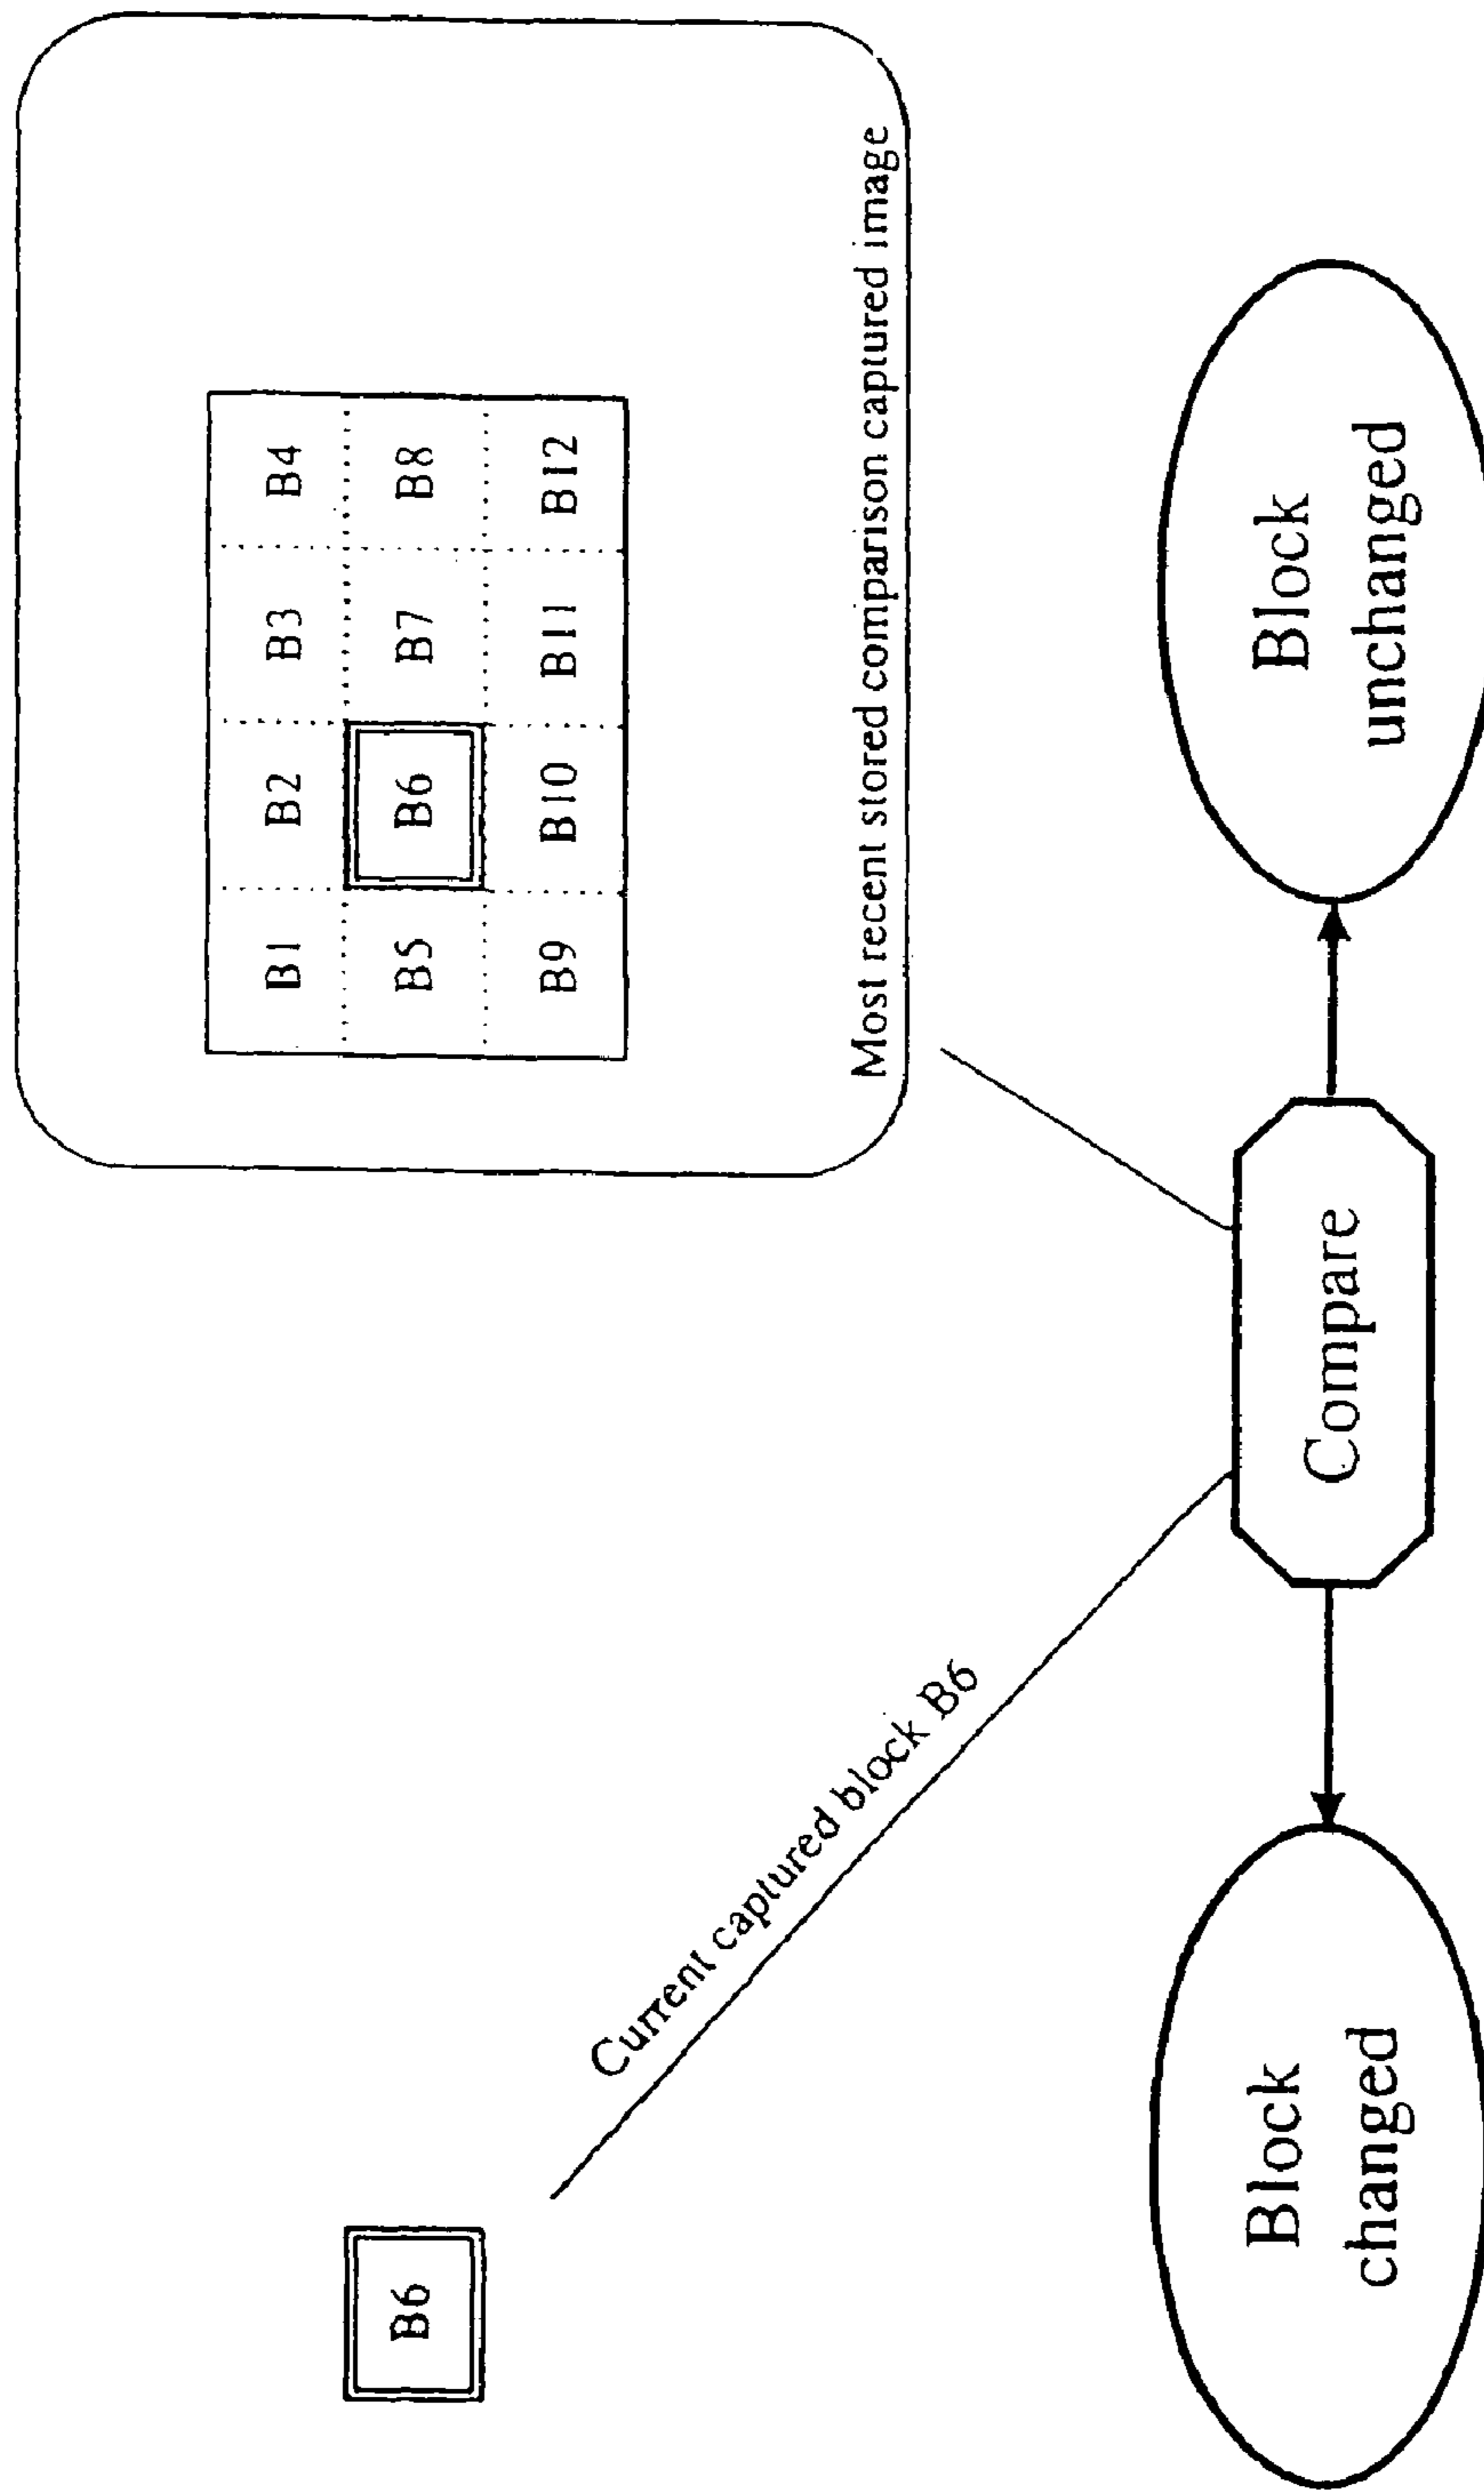 B1 B2 B3 B4
B5 B6 B7 B8
B9 B10 B11 B12
B6
Most recent stored comparison captured image
Current captured block B6
Block
changed
Compare
Block
unchanged